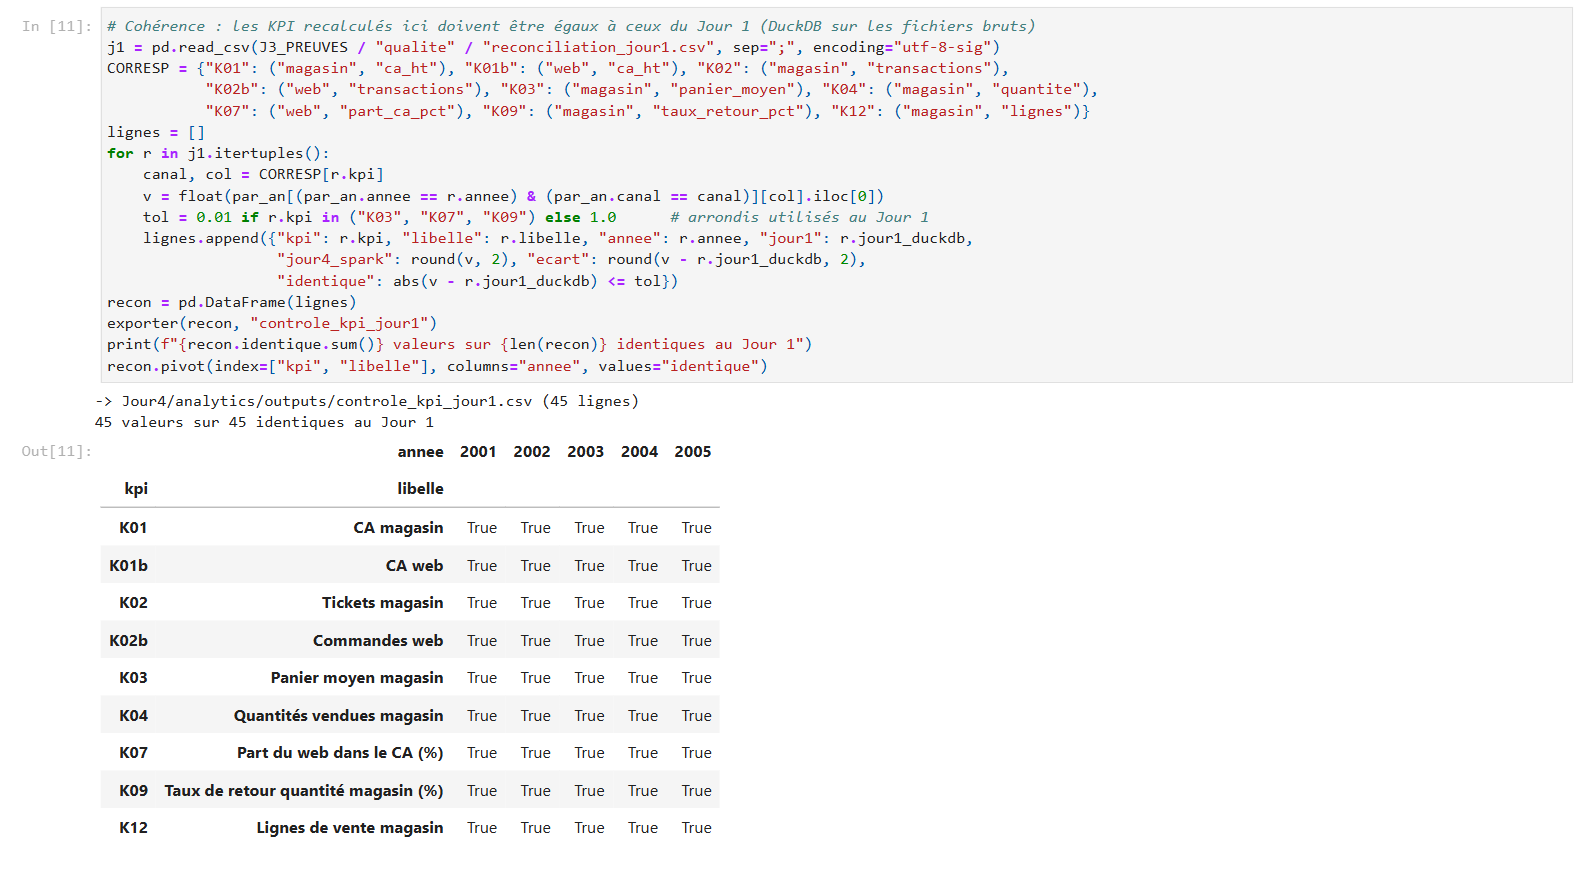 In [11]: # Cohérence : les KPI recalculés ici doivent être égaux à ceux du Jour 1 (DuckDB sur les fichiers bruts)
j1 = pd.read_csv(J3_PREUVES / "qualite" / "reconciliation_jour1.csv", sep=";", encoding="utf-8-sig")
CORRESP = {"K01": ("magasin", "ca_ht"), "K01b": ("web", "ca_ht"), "K02": ("magasin", "transactions"),
           "K02b": ("web", "transactions"), "K03": ("magasin", "panier_moyen"), "K04": ("magasin", "quantite"),
           "K07": ("web", "part_ca_pct"), "K09": ("magasin", "taux_retour_pct"), "K12": ("magasin", "lignes")}
lignes = []
for r in j1.itertuples():
    canal, col = CORRESP[r.kpi]
    v = float(par_an[(par_an.annee == r.annee) & (par_an.canal == canal)][col].iloc[0])
    tol = 0.01 if r.kpi in ("K03", "K07", "K09") else 1.0      # arrondis utilisés au Jour 1
    lignes.append({"kpi": r.kpi, "libelle": r.libelle, "annee": r.annee, "jour1": r.jour1_duckdb,
                   "jour4_spark": round(v, 2), "ecart": round(v - r.jour1_duckdb, 2),
                   "identique": abs(v - r.jour1_duckdb) <= tol})
recon = pd.DataFrame(lignes)
exporter(recon, "controle_kpi_jour1")
print(f"{recon.identique.sum()} valeurs sur {len(recon)} identiques au Jour 1")
recon.pivot(index=["kpi", "libelle"], columns="annee", values="identique")
-> Jour4/analytics/outputs/controle_kpi_jour1.csv (45 lignes)
45 valeurs sur 45 identiques au Jour 1
Out[11]: annee 2001 2002 2003 2004 2005
kpi libelle
K01 CA magasin True True True True True
K01b CA web True True True True True
K02 Tickets magasin True True True True True
K02b Commandes web True True True True True
K03 Panier moyen magasin True True True True True
K04 Quantités vendues magasin True True True True True
K07 Part du web dans le CA (%) True True True True True
K09 Taux de retour quantité magasin (%) True True True True True
K12 Lignes de vente magasin True True True True True